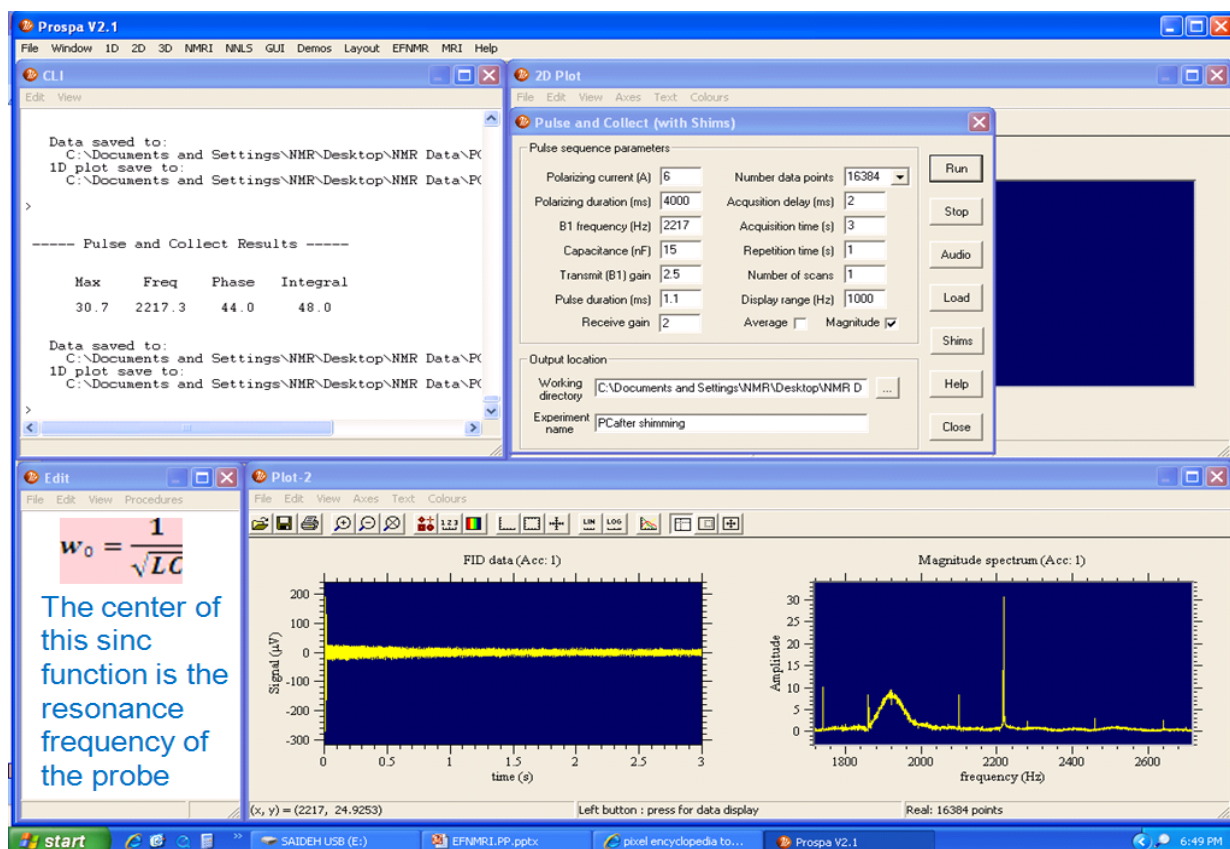 Prospa V2.1
File Window 1D 2D 3D NMRI NNLS GUI Demos Layout EFNMR MRI Help
CLI
Edit View
Data saved to:
C:\Documents and Settings\NMR\Desktop\NMR Data\PC
1D plot save to:
C:\Documents and Settings\NMR\Desktop\NMR Data\PC
>
----- Pulse and Collect Results -----
Max Freq Phase Integral
30.7 2217.3 44.0 48.0
Data saved to:
C:\Documents and Settings\NMR\Desktop\NMR Data\PC
1D plot save to:
C:\Documents and Settings\NMR\Desktop\NMR Data\PC
>
2D Plot
File Edit View Axes Text Colours
Pulse and Collect (with Shims)
Pulse sequence parameters
Polarizing current (A) 6
Polarizing duration (ms) 4000
B1 frequency (Hz) 2217
Capacitance (nF) 15
Transmit (B1) gain 2.5
Pulse duration (ms) 1.1
Receive gain 2
Number data points 16384
Acqusition delay (ms) 2
Acquisition time (s) 3
Repetition time (s) 1
Number of scans 1
Display range (Hz) 1000
Average Magnitude
Run
Stop
Audio
Load
Shims
Help
Close
Output location
Working directory C:\Documents and Settings\NMR\Desktop\NMR D ...
Experiment name PCafter shimming
Edit
File Edit View Procedures
w₀ = 1/√LC
The center of
this sinc
function is the
resonance
frequency of
the probe
Plot-2
File Edit View Axes Text Colours
1 2 3
LIN LOG
FID data (Acc: 1)
Signal (µV)
200
100
0
-100
-200
-300
0 0.5 1 1.5 2 2.5 3
time (s)
Magnitude spectrum (Acc: 1)
Amplitude
30
25
20
15
10
5
0
1800 2000 2200 2400 2600
frequency (Hz)
(x, y) = (2217, 24.9253)
Left button : press for data display
Real: 16384 points
start
SAIDEH USB (E:)
EFNMRI.PP.pptx
pixel encyclopedia to...
Prospa V2.1
6:49 PM